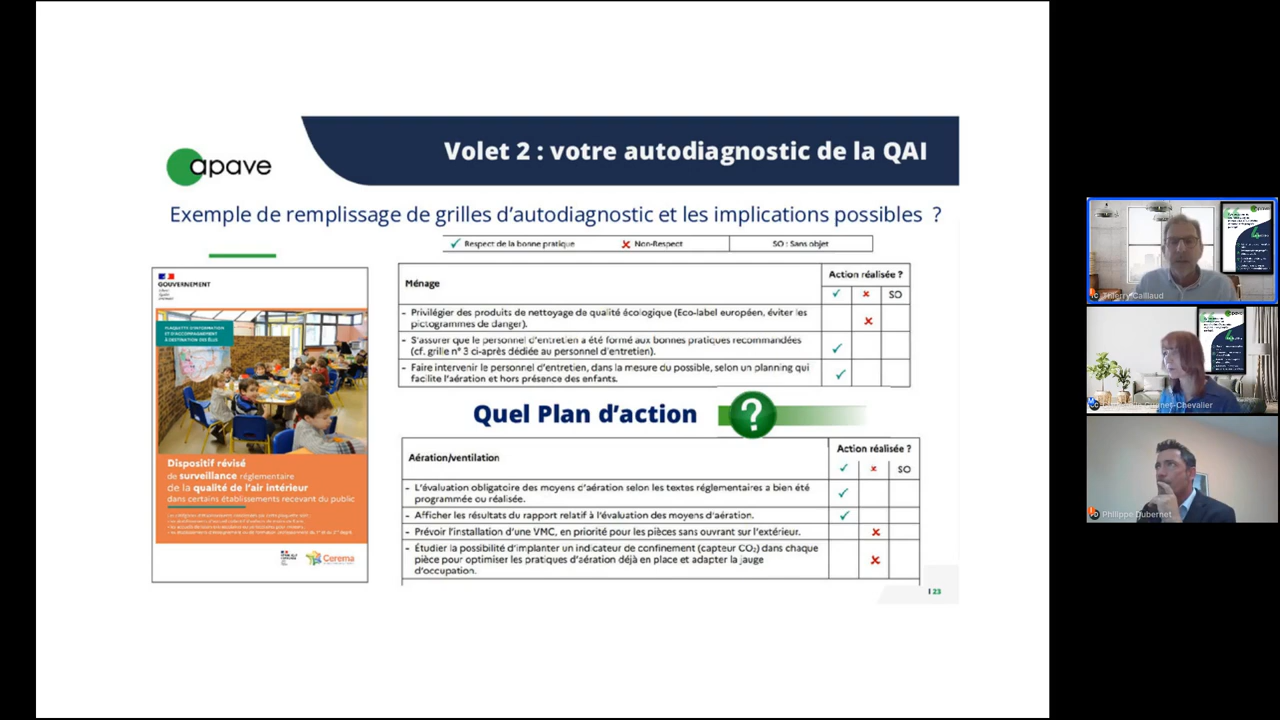 apave
Volet 2 : votre autodiagnostic de la QAI
Exemple de remplissage de grilles d'autodiagnostic et les implications possibles ?
✓ Respect de la bonne pratique
✗ Non-Respect
SO : Sans objet
GOUVERNEMENT
PLAQUETTE D'INFORMATION
ET D'ACCOMPAGNEMENT
À DESTINATION DES ÉLUS
Dispositif révisé
de surveillance réglementaire
de la qualité de l'air intérieur
dans certains établissements recevant du public
Cerema
Ménage
Action réalisée ?
✓ ✗ SO
- Privilégier des produits de nettoyage de qualité écologique (Eco-label européen, éviter les
pictogrammes de danger).
✗
- S'assurer que le personnel d'entretien a été formé aux bonnes pratiques recommandées
(cf. grille n° 3 ci-après dédiée au personnel d'entretien).
✓
- Faire intervenir le personnel d'entretien, dans la mesure du possible, selon un planning qui
facilite l'aération et hors présence des enfants.
✓
Quel Plan d'action ?
Aération/ventilation
Action réalisée ?
✓ ✗ SO
- L'évaluation obligatoire des moyens d'aération selon les textes réglementaires a bien été
programmée ou réalisée.
✓
- Afficher les résultats du rapport relatif à l'évaluation des moyens d'aération.
✓
- Prévoir l'installation d'une VMC, en priorité pour les pièces sans ouvrant sur l'extérieur.
✗
- Étudier la possibilité d'implanter un indicateur de confinement (capteur CO₂) dans chaque
pièce pour optimiser les pratiques d'aération déjà en place et adapter la jauge
d'occupation.
✗
23
Thierry Cailliaud
Philippe Dubernet